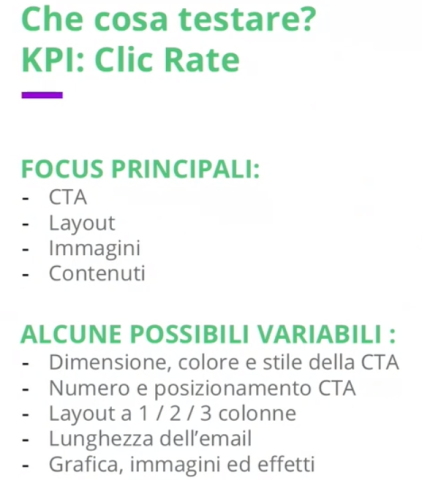 Che cosa testare?
KPI: Clic Rate
FOCUS PRINCIPALI:
- CTA
- Layout
- Immagini
- Contenuti
ALCUNE POSSIBILI VARIABILI :
- Dimensione, colore e stile della CTA
- Numero e posizionamento CTA
- Layout a 1 / 2 / 3 colonne
- Lunghezza dell'email
- Grafica, immagini ed effetti